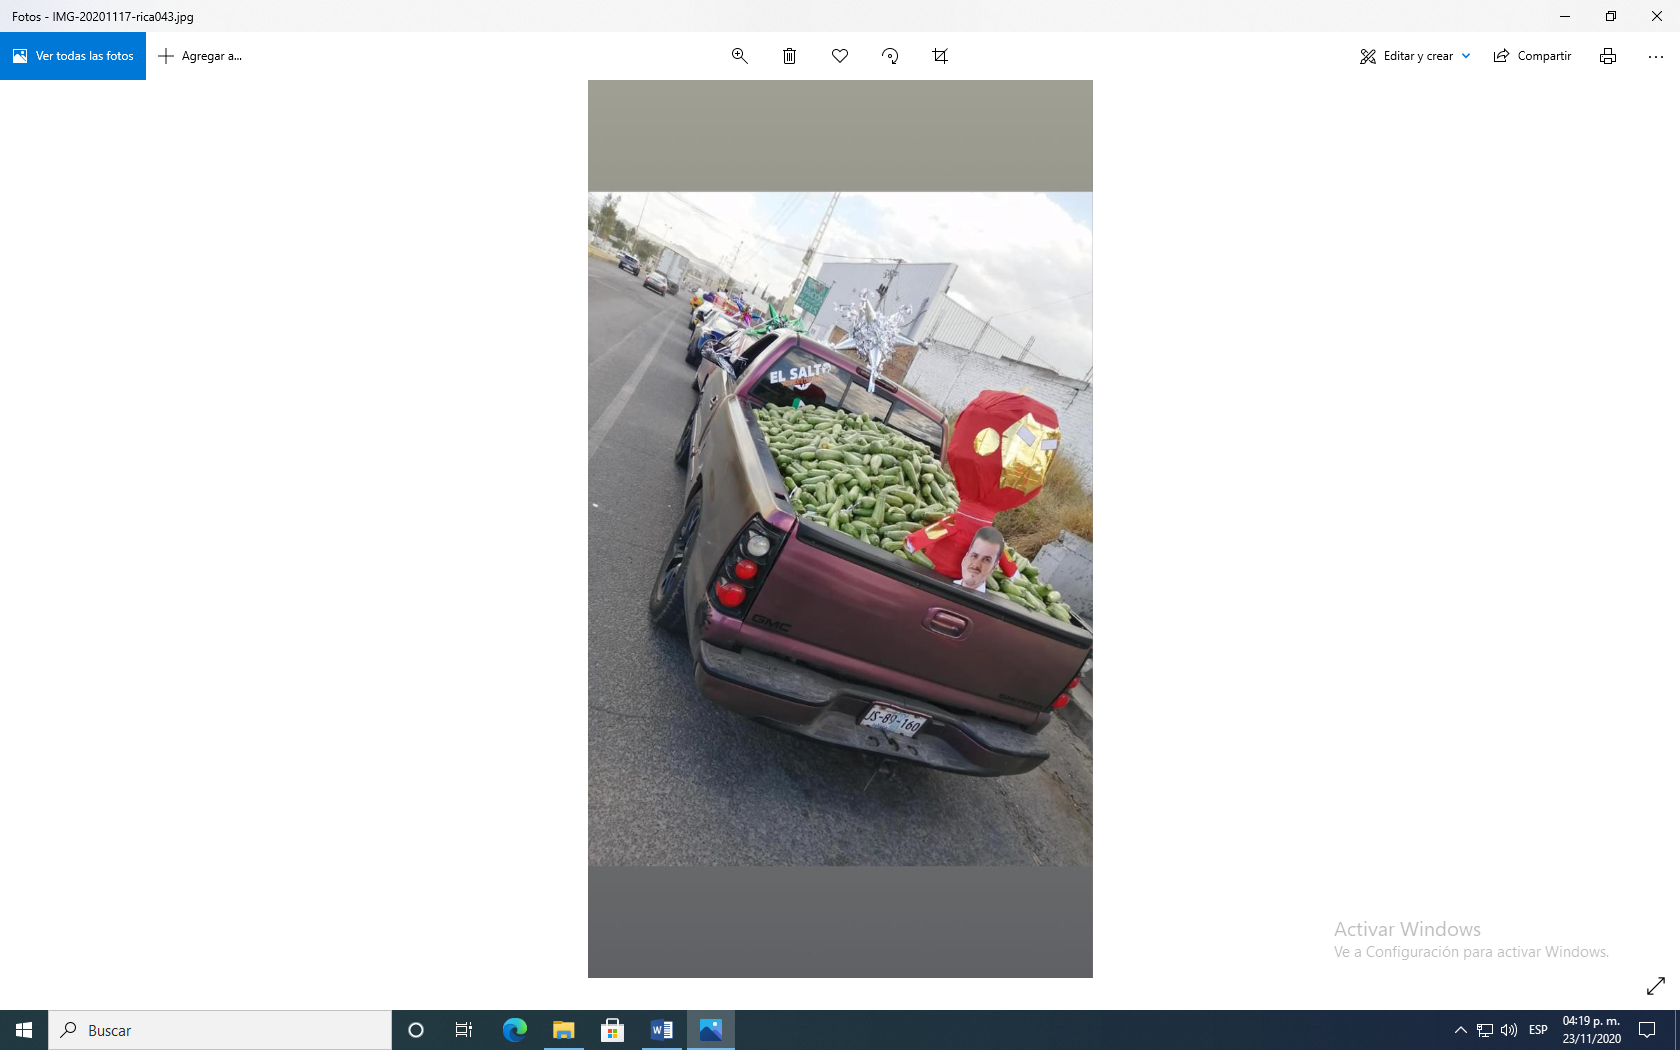 Fotos - IMG-20201117-rica043.jpg
Ver todas las fotos
Agregar a...
Editar y crear
Compartir
EL SALTO
GMC
JS-89-160
Activar Windows
Ve a Configuración para activar Windows.
Buscar
ESP
04:19 p. m.
23/11/2020